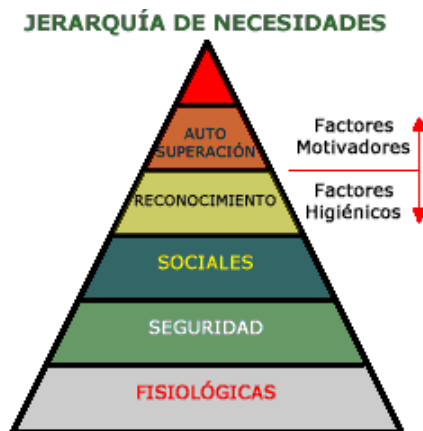 JERARQUÍA DE NECESIDADES
AUTO
SUPERACIÓN
Factores
Motivadores
RECONOCIMIENTO
Factores
Higiénicos
SOCIALES
SEGURIDAD
FISIOLÓGICAS